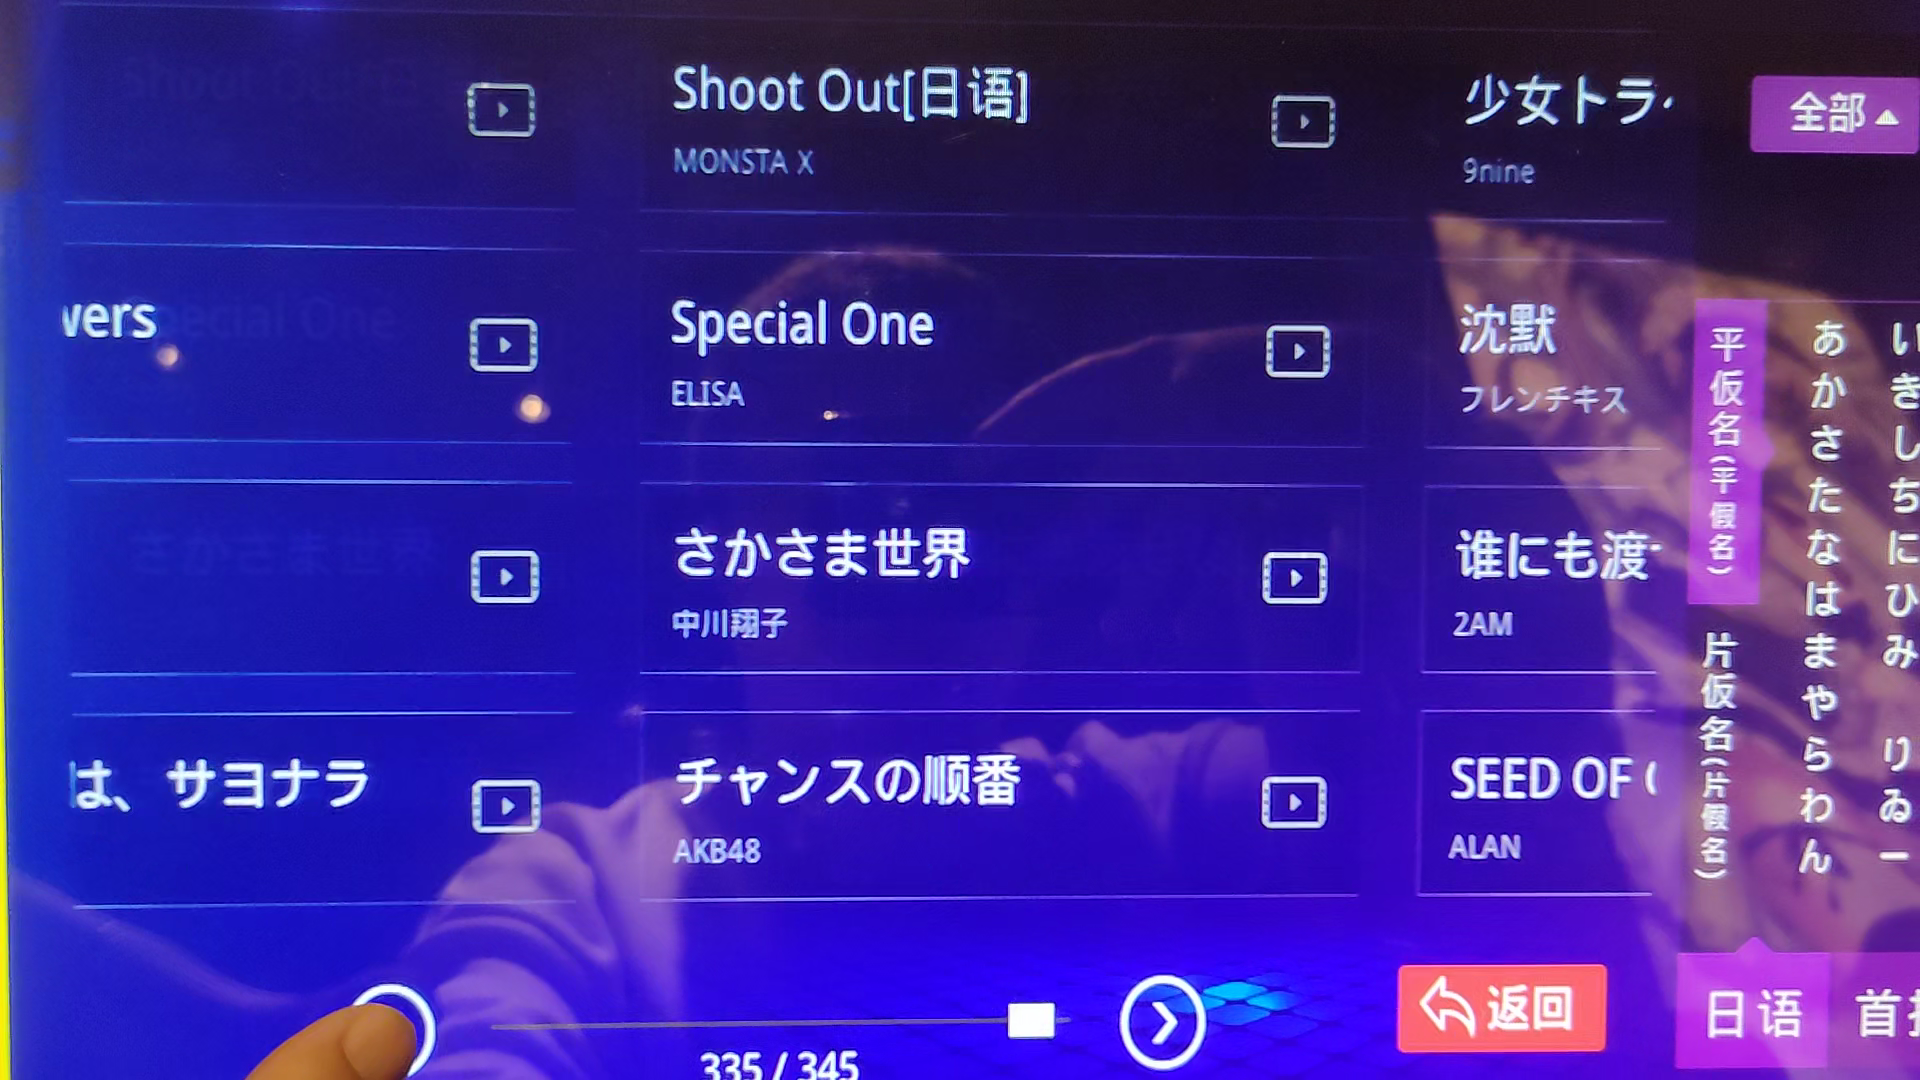 Shoot Out[日语]
MONSTA X
少女トラ
9nine
全部
vers
Special One
ELISA
沈默
フレンチキス
さかさま世界
中川翔子
谁にも渡
2AM
は、サヨナラ
チャンスの顺番
AKB48
SEED OF
ALAN
平仮名(平假名)
片仮名(片假名)
あかさたなはまやらわん
いきしちにひみ りゐー
335 / 345
返回
日语
首